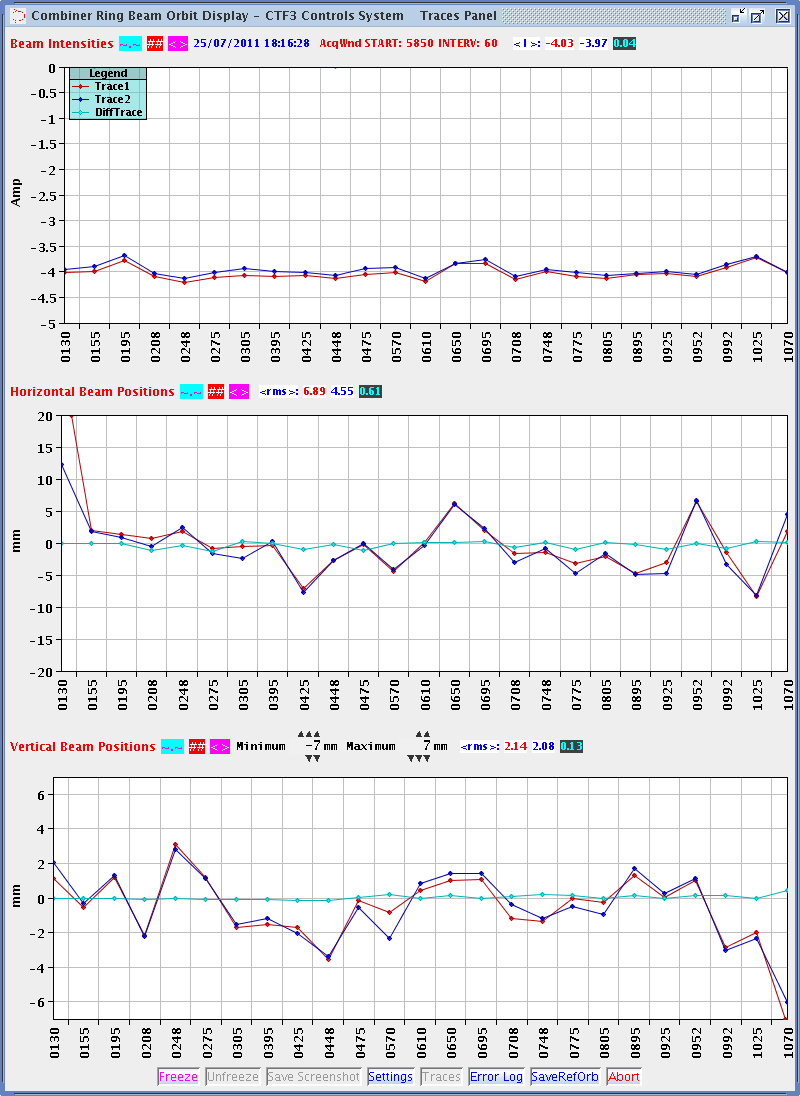 Combiner Ring Beam Orbit Display – CTF3 Controls System Traces Panel
Beam Intensities ~.~ ## <> 25/07/2011 18:16:28 AcqWnd START: 5850 INTERV: 60 <I>: -4.03 -3.97 0.04
Legend
Trace1
Trace2
DiffTrace
0
-0.5
-1
-1.5
-2
-2.5
-3
-3.5
-4
-4.5
-5
Amp
0130 0155 0195 0208 0248 0275 0305 0395 0425 0448 0475 0570 0610 0650 0695 0708 0748 0775 0805 0895 0925 0952 0992 1025 1070
Horizontal Beam Positions ~.~ ## <> <rms>: 6.89 4.55 0.61
20
15
10
5
0
-5
-10
-15
-20
mm
0130 0155 0195 0208 0248 0275 0305 0395 0425 0448 0475 0570 0610 0650 0695 0708 0748 0775 0805 0895 0925 0952 0992 1025 1070
Vertical Beam Positions ~.~ ## <> Minimum -7 mm Maximum 7 mm <rms>: 2.14 2.08 0.13
6
4
2
0
-2
-4
-6
mm
0130 0155 0195 0208 0248 0275 0305 0395 0425 0448 0475 0570 0610 0650 0695 0708 0748 0775 0805 0895 0925 0952 0992 1025 1070
Freeze Unfreeze Save Screenshot Settings Traces Error Log SaveRefOrb Abort